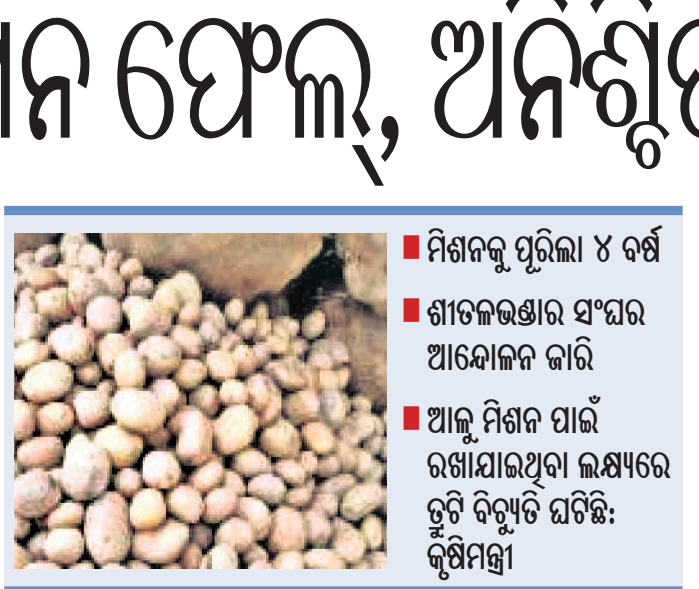 ନ ଫେଲ୍, ଅନିଶ୍ଚି
ମିଶନକୁ ପୂରିଲା ୪ ବର୍ଷ
ଶୀତଳଭଣ୍ଡାର ସଂଘର
ଆନ୍ଦୋଳନ ଜାରି
ଆଳୁ ମିଶନ ପାଇଁ
ରଖାଯାଇଥିବା ଲକ୍ଷ୍ୟରେ
ତ୍ରୁଟି ବିଚ୍ୟୁତି ଘଟିଛି:
କୃଷିମନ୍ତ୍ରୀ